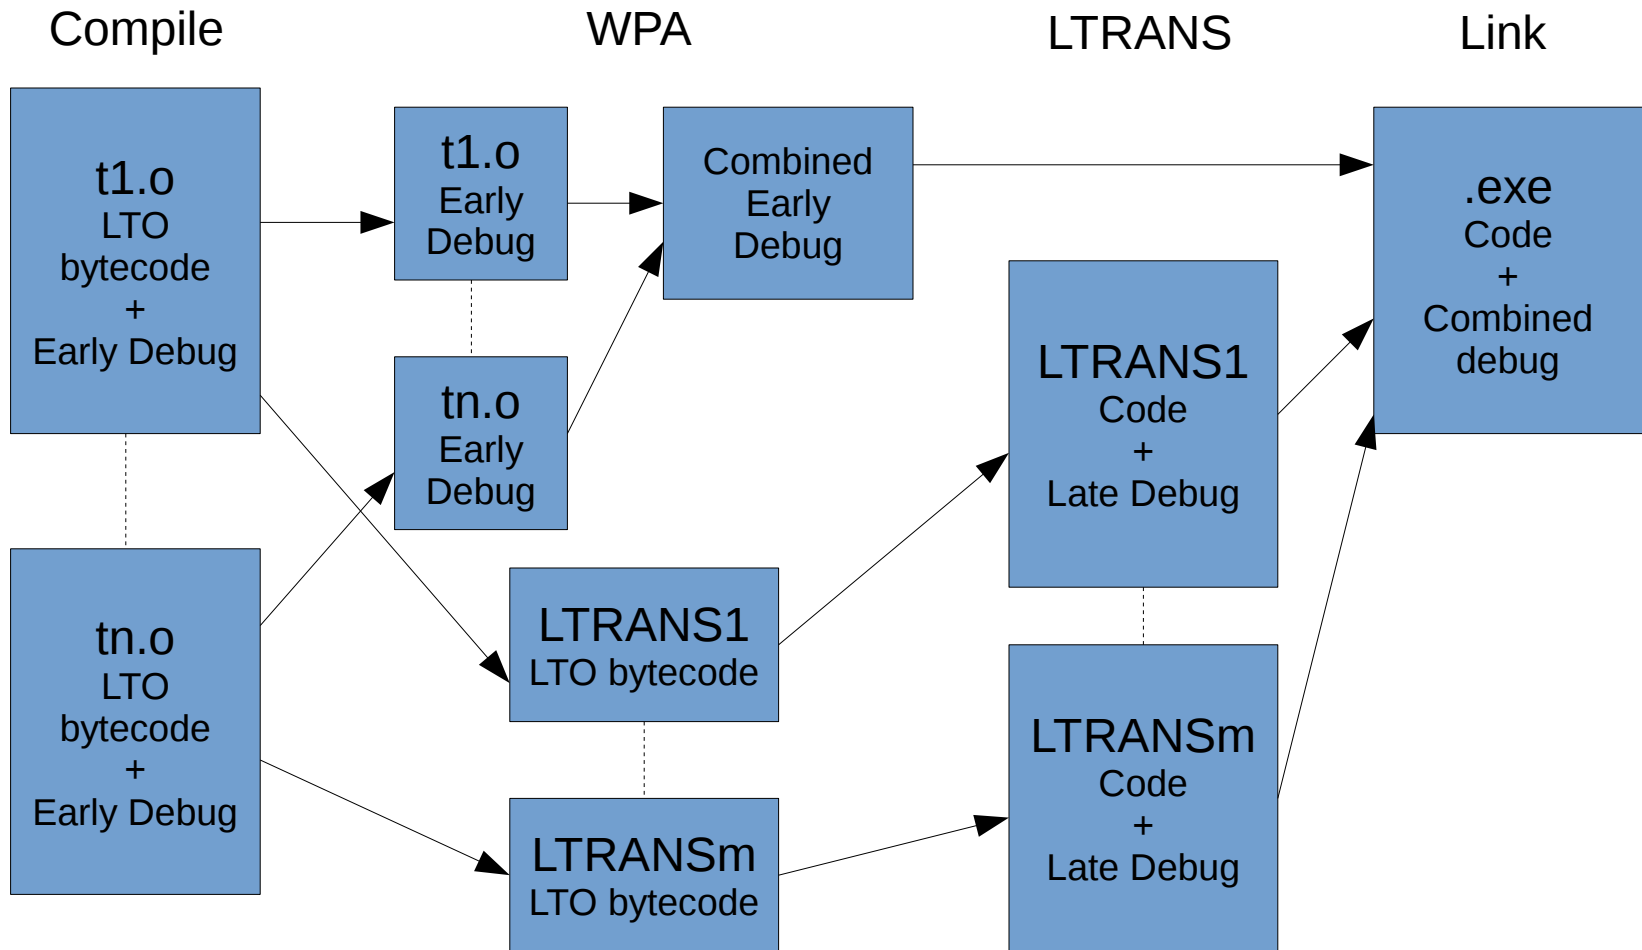 Compile
WPA
LTRANS
Link
t1.o
LTO
bytecode
+
Early Debug
tn.o
LTO
bytecode
+
Early Debug
t1.o
Early
Debug
tn.o
Early
Debug
Combined
Early
Debug
LTRANS1
LTO bytecode
LTRANSm
LTO bytecode
LTRANS1
Code
+
Late Debug
LTRANSm
Code
+
Late Debug
.exe
Code
+
Combined
debug